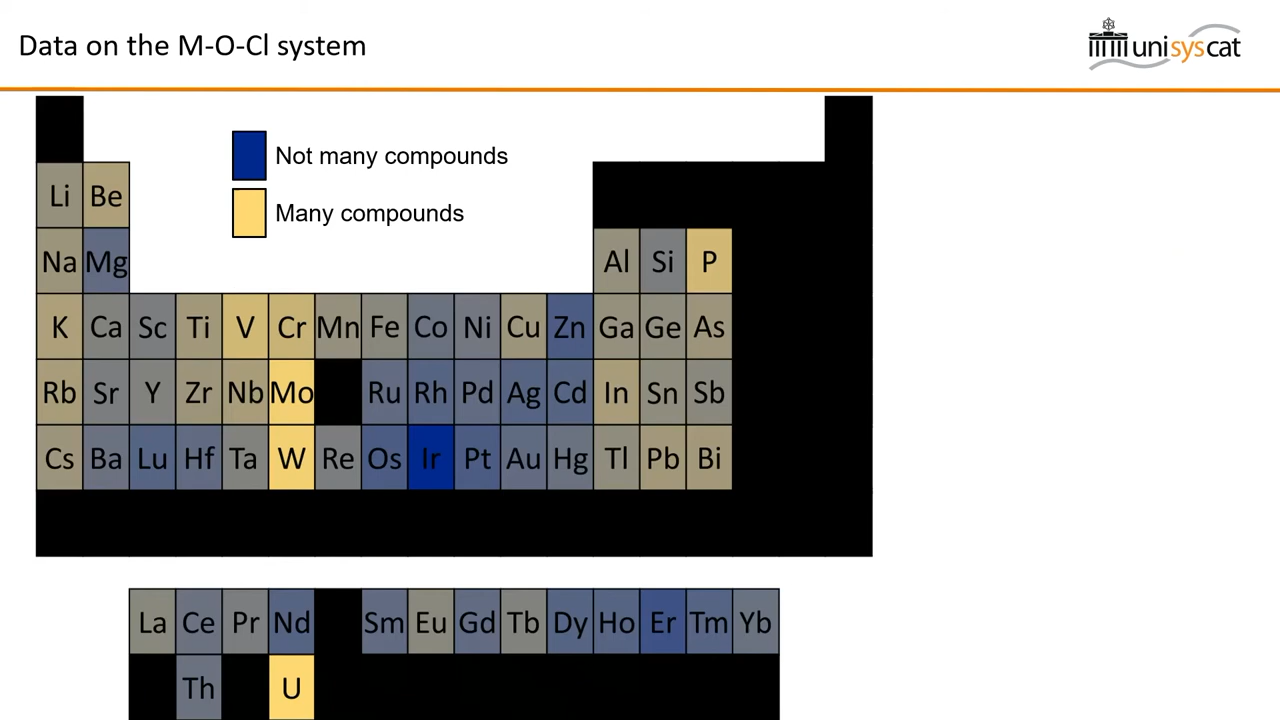 Data on the M-O-Cl system
unisyscat
Not many compounds
Many compounds
Li Be
Na Mg Al Si P
K Ca Sc Ti V Cr Mn Fe Co Ni Cu Zn Ga Ge As
Rb Sr Y Zr Nb Mo Ru Rh Pd Ag Cd In Sn Sb
Cs Ba Lu Hf Ta W Re Os Ir Pt Au Hg Tl Pb Bi
La Ce Pr Nd Sm Eu Gd Tb Dy Ho Er Tm Yb
Th U